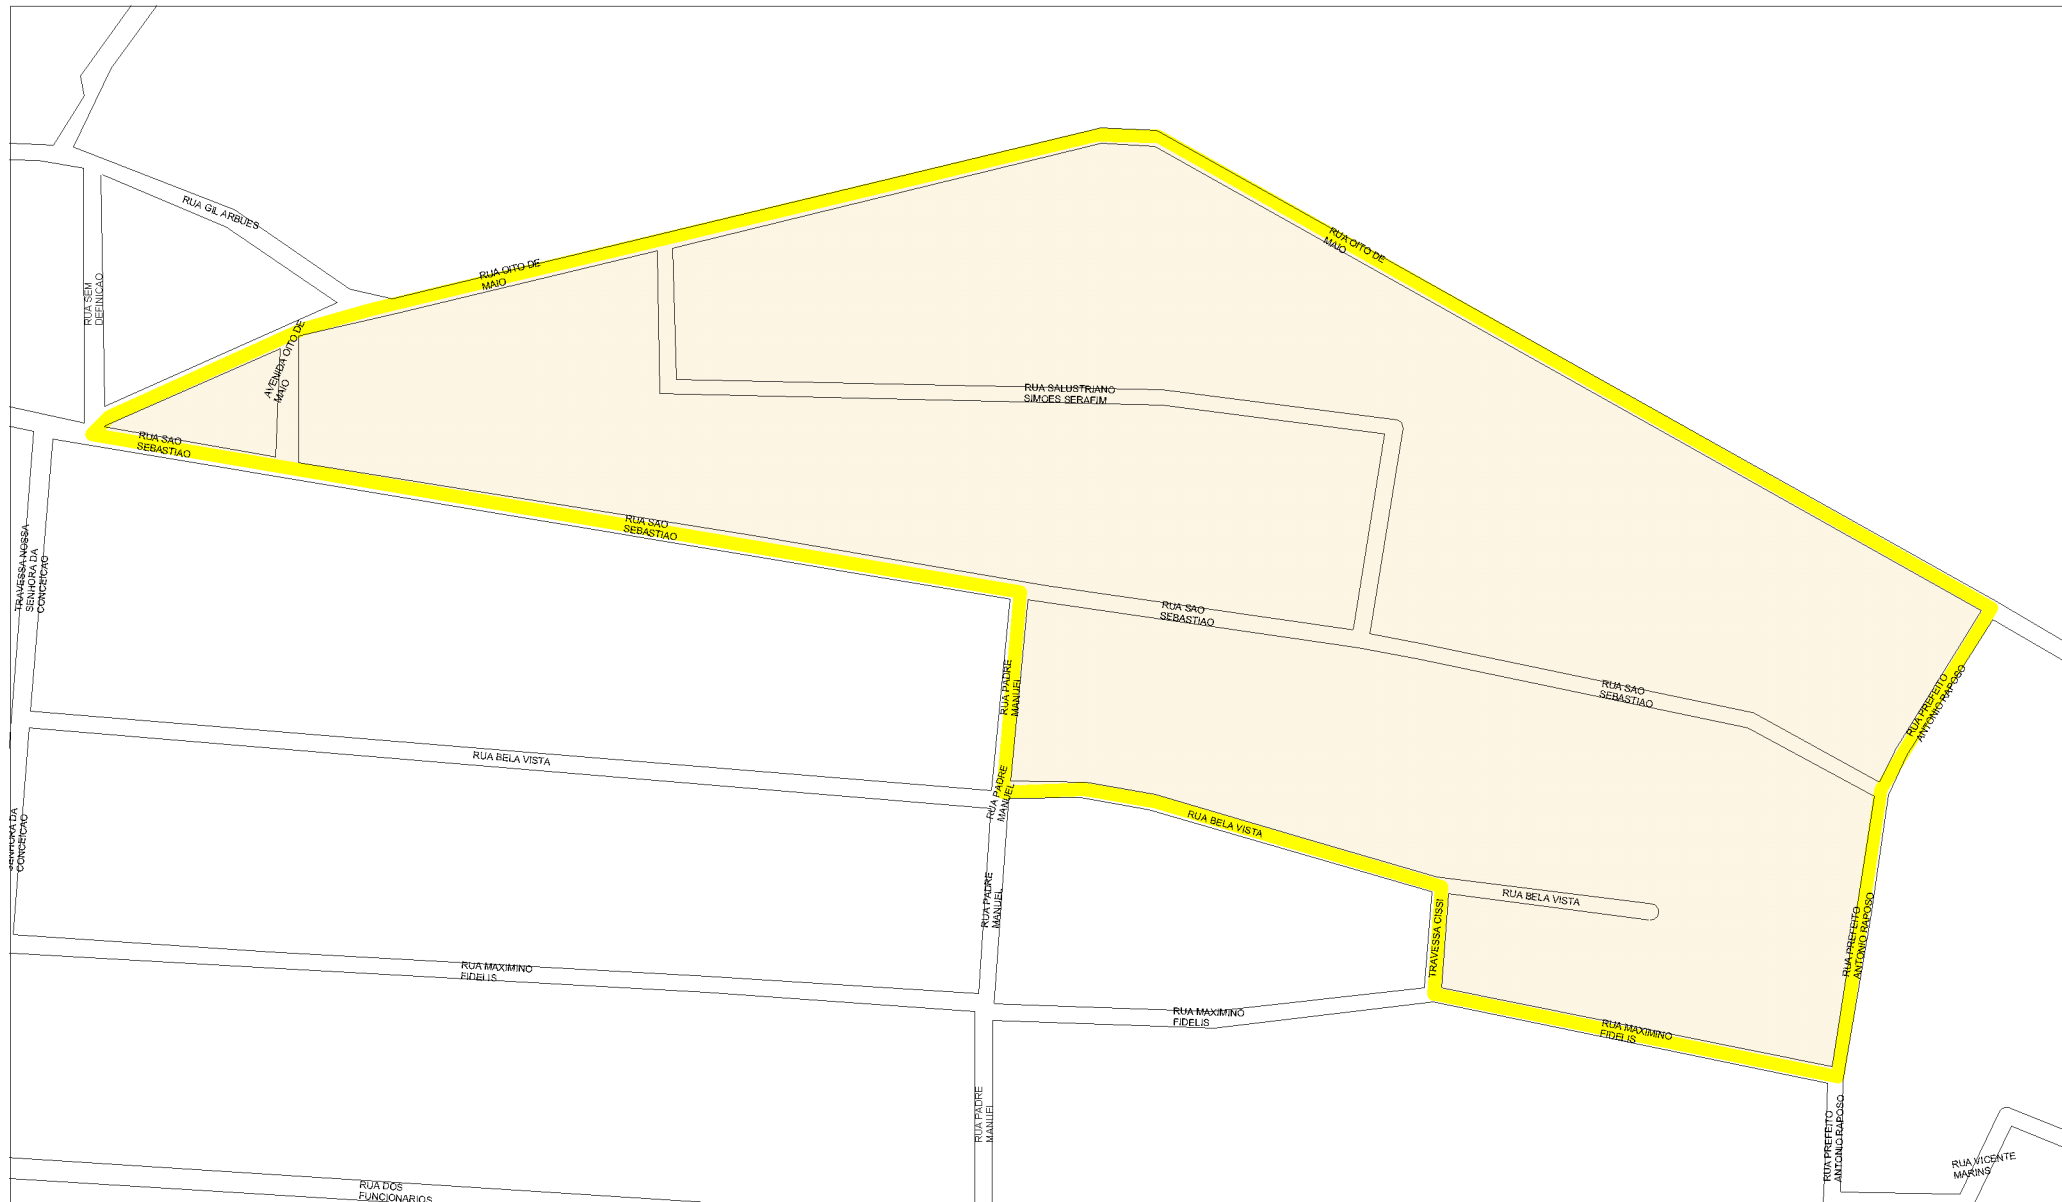 RUA GIL ARBUES
RUA OITO DE
MAIO
RUA OITO DE
MAIO
RUA SEM
DEFINICAO
AVENIDA OITO DE
MAIO
RUA SALUSTRIANO
SIMOES SERAFIM
RUA SAO
SEBASTIAO
RUA SAO
SEBASTIAO
RUA SAO
SEBASTIAO
RUA SAO
SEBASTIAO
TRAVESSA NOSSA
SENHORA DA
CONCEICAO
RUA PADRE
MANUEL
RUA PREFEITO
ANTONIO RAPOSO
RUA BELA VISTA
RUA PADRE
MANUEL
RUA BELA VISTA
SENHORA DA
CONCEICAO
RUA PADRE
MANUEL
RUA BELA VISTA
TRAVESSA CISSI
RUA PREFEITO
ANTONIO RAPOSO
RUA MAXIMINO
FIDELIS
RUA MAXIMINO
FIDELIS
RUA MAXIMINO
FIDELIS
RUA PADRE
MANUEL
RUA PREFEITO
ANTONIO RAPOSO
RUA VICENTE
MARINS
RUA DOS
FUNCIONARIOS